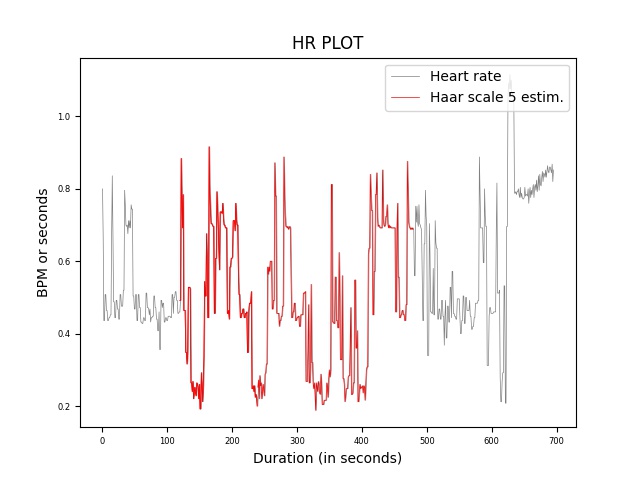 HR PLOT
Heart rate
Haar scale 5 estim.
BPM or seconds
1.0
0.8
0.6
0.4
0.2
0 100 200 300 400 500 600 700
Duration (in seconds)